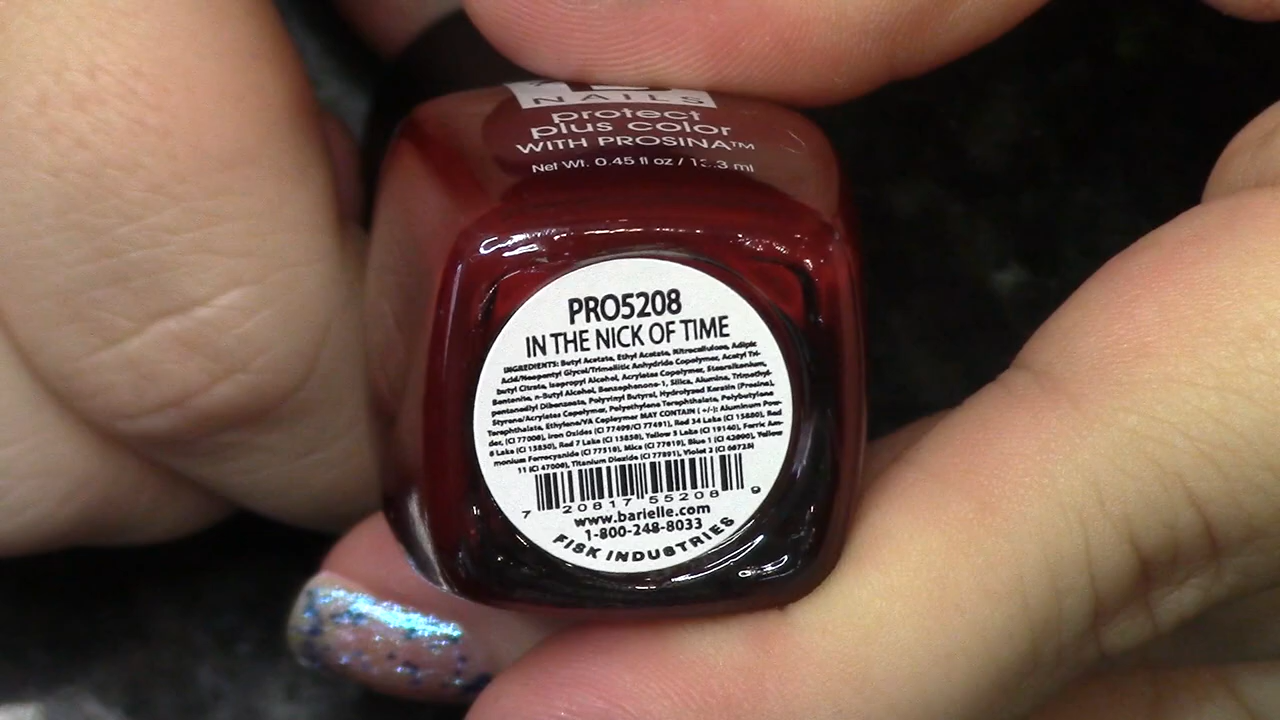 NAILS
protect
plus color
WITH PROSINA™
Net Wt. 0.45 fl oz / 13.3 ml
PRO5208
IN THE NICK OF TIME
INGREDIENTS: Butyl Acetate, Ethyl Acetate, Nitrocellulose, Adipic
Acid/Neopentyl Glycol/Trimellitic Anhydride Copolymer, Acetyl Tri-
butyl Citrate, Isopropyl Alcohol, Acrylates Copolymer, Stearalkonium,
Bentonite, n-Butyl Alcohol, Benzophenone-1, Silica, Alumina, Trimethyl-
pentanediyl Dibenzoate, Polyvinyl Butyral, Hydrolyzed Keratin (Prosina),
Styrene/Acrylates Copolymer, Polyethylene Terephthalate, Polybutylene
Terephthalate, Ethylene/VA Copolymer MAY CONTAIN (+/-): Aluminum Pow-
der, (CI 77000), Iron Oxides (CI 77499/CI 77491), Red 34 Lake (CI 15880), Red
6 Lake (CI 15850), Red 7 Lake (CI 15850), Yellow 5 Lake (CI 19140), Ferric Am-
monium Ferrocyanide (CI 77510), Mica (CI 77019), Blue 1 (CI 42090), Yellow
11 (CI 47000), Titanium Dioxide (CI 77891), Violet 2 (CI 60725)
7 20817 55208 9
www.barielle.com
1-800-248-8033
FISK INDUSTRIES